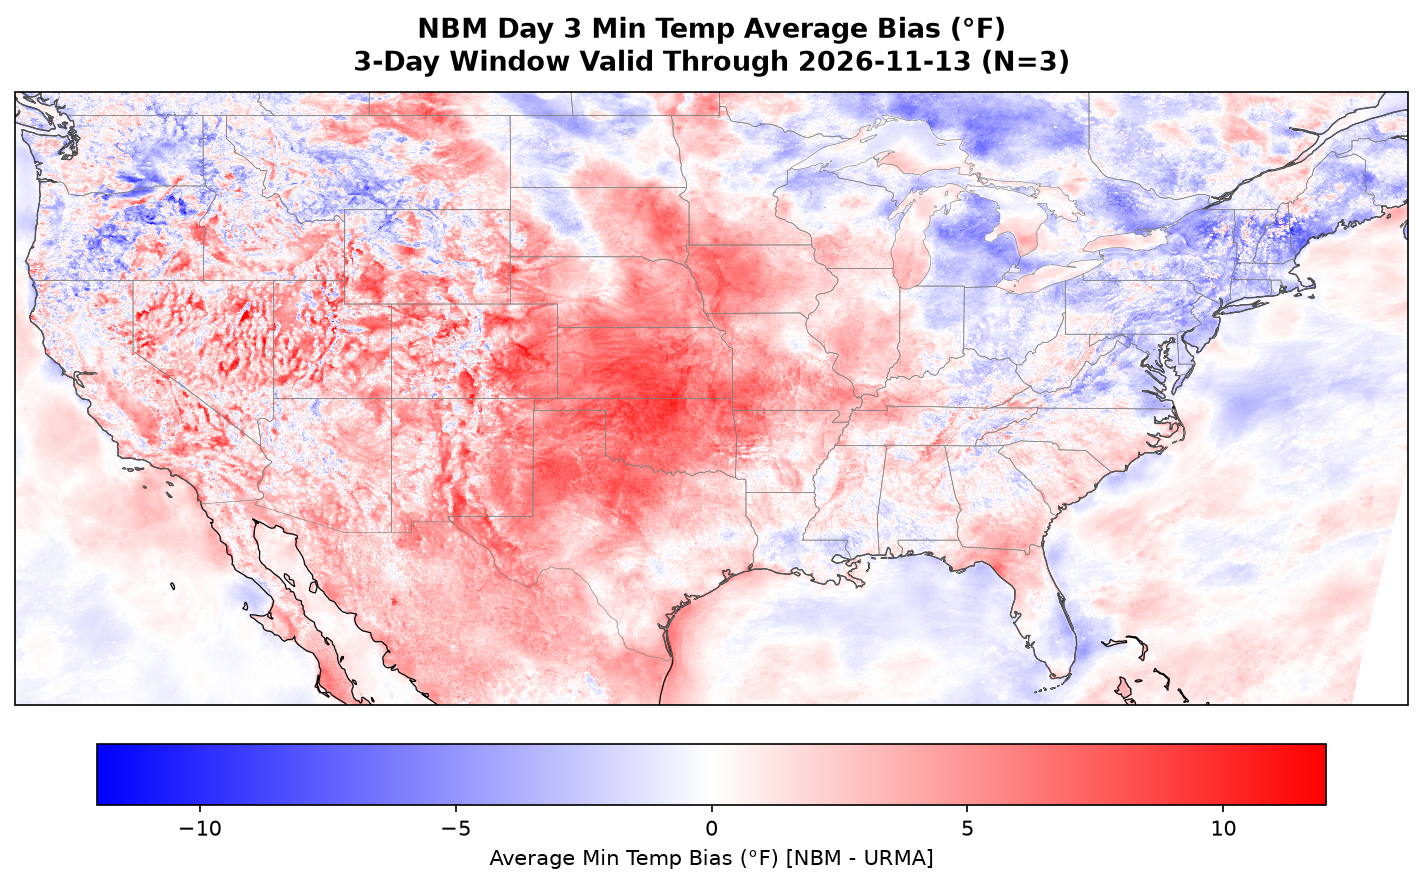 NBM Day 3 Min Temp Average Bias (°F)
3-Day Window Valid Through 2026-11-13 (N=3)
−10 −5 0 5 10
Average Min Temp Bias (°F) [NBM - URMA]